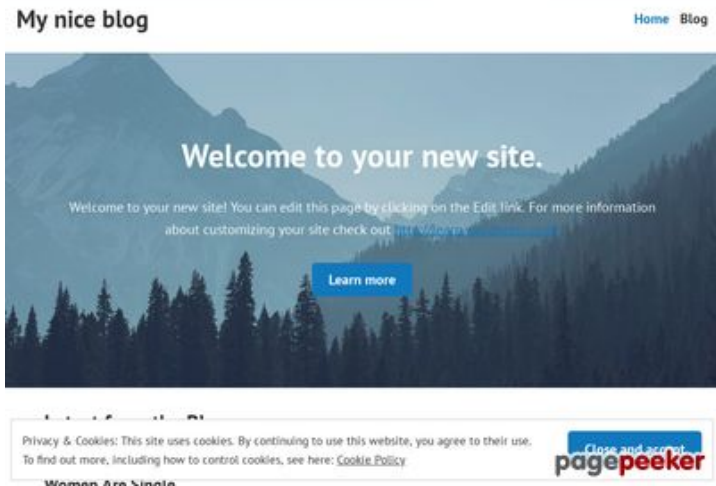 My nice blog
Home Blog
Welcome to your new site.
Welcome to your new site! You can edit this page by clicking on the Edit link. For more information
about customizing your site check out
Learn more
Privacy & Cookies: This site uses cookies. By continuing to use this website, you agree to their use.
To find out more, including how to control cookies, see here: Cookie Policy
Close and accept
pagepeeker
Women Are Single